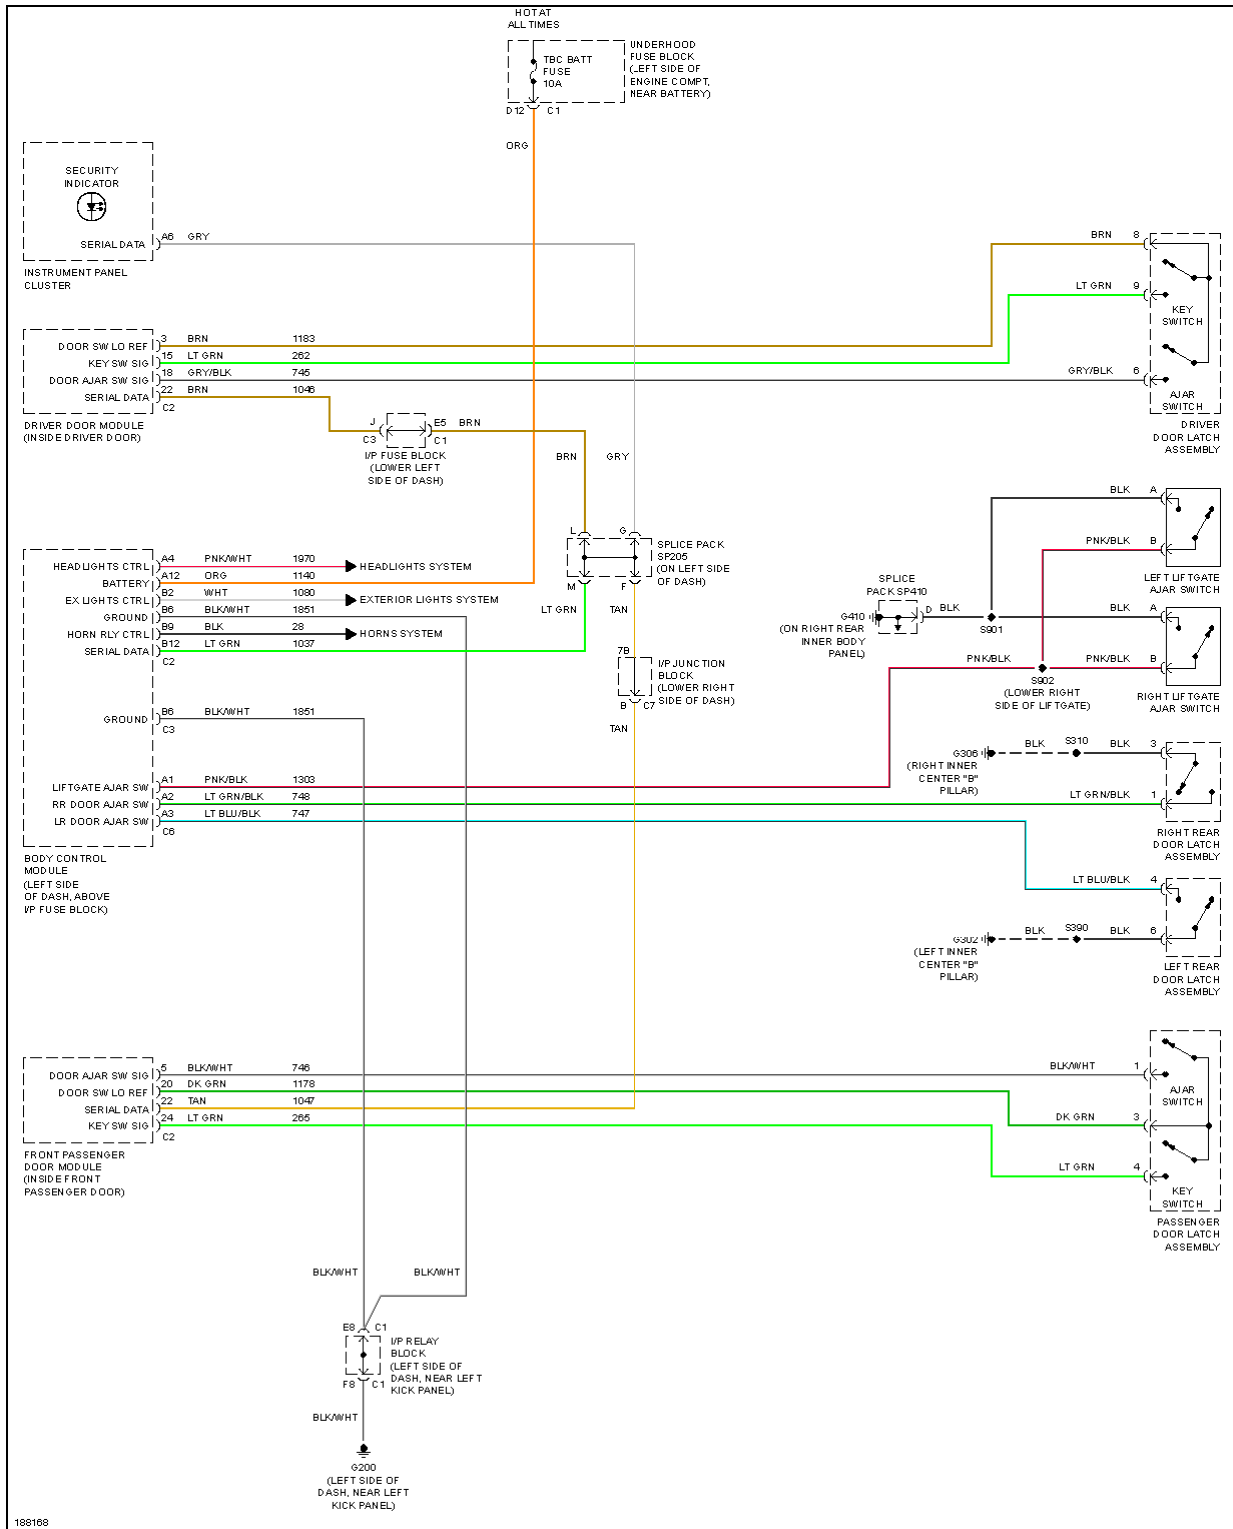 HOT AT
ALL TIMES
UNDERHOOD
FUSE BLOCK
(LEFT SIDE OF
ENGINE COMPT,
NEAR BATTERY)
TBC BATT
FUSE
10A
D12 C1
ORG
SECURITY
INDICATOR
SERIAL DATA A6 GRY
INSTRUMENT PANEL
CLUSTER
BRN 8
LT GRN 9
KEY
SWITCH
GRY/BLK 6
AJAR
SWITCH
DRIVER
DOOR LATCH
ASSEMBLY
DOOR SW LO REF 3 BRN 1183
KEY SW SIG 15 LT GRN 262
DOOR AJAR SW SIG 18 GRY/BLK 745
SERIAL DATA 22 BRN 1046
C2
DRIVER DOOR MODULE
(INSIDE DRIVER DOOR)
J E5 BRN
C3 C1
I/P FUSE BLOCK
(LOWER LEFT
SIDE OF DASH)
BRN GRY
L G
SPLICE PACK
SP205
(ON LEFT SIDE
OF DASH)
M F
LT GRN TAN
7B
I/P JUNCTION
BLOCK
(LOWER RIGHT
SIDE OF DASH)
B C7
TAN
BLK A
PNK/BLK B
LEFT LIFTGATE
AJAR SWITCH
SPLICE
PACK SP410
G410 D BLK
(ON RIGHT REAR
INNER BODY
PANEL)
S901
BLK A
PNK/BLK PNK/BLK B
S902
(LOWER RIGHT
SIDE OF LIFTGATE)
RIGHT LIFTGATE
AJAR SWITCH
HEADLIGHTS CTRL A4 PNK/WHT 1970 HEADLIGHTS SYSTEM
BATTERY A12 ORG 1140
EX LIGHTS CTRL B2 WHT 1080 EXTERIOR LIGHTS SYSTEM
GROUND B6 BLK/WHT 1851
HORN RLY CTRL B9 BLK 28 HORNS SYSTEM
SERIAL DATA B12 LT GRN 1037
C2
GROUND B6 BLK/WHT 1851
C3
LIFTGATE AJAR SW A1 PNK/BLK 1303
RR DOOR AJAR SW A2 LT GRN/BLK 748
LR DOOR AJAR SW A3 LT BLU/BLK 747
C6
BODY CONTROL
MODULE
(LEFT SIDE
OF DASH, ABOVE
I/P FUSE BLOCK)
G306 BLK S310 BLK 3
(RIGHT INNER
CENTER "B"
PILLAR)
LT GRN/BLK 1
RIGHT REAR
DOOR LATCH
ASSEMBLY
LT BLU/BLK 4
G302 BLK S390 BLK 6
(LEFT INNER
CENTER "B"
PILLAR)
LEFT REAR
DOOR LATCH
ASSEMBLY
DOOR AJAR SW SIG 5 BLK/WHT 746
DOOR SW LO REF 20 DK GRN 1178
SERIAL DATA 22 TAN 1047
KEY SW SIG 24 LT GRN 265
C2
FRONT PASSENGER
DOOR MODULE
(INSIDE FRONT
PASSENGER DOOR)
BLK/WHT 1
AJAR
SWITCH
DK GRN 3
LT GRN 4
KEY
SWITCH
PASSENGER
DOOR LATCH
ASSEMBLY
BLK/WHT BLK/WHT
E8 C1
I/P RELAY
BLOCK
(LEFT SIDE OF
DASH, NEAR LEFT
KICK PANEL)
F8 C1
BLK/WHT
G200
(LEFT SIDE OF
DASH, NEAR LEFT
KICK PANEL)
188168